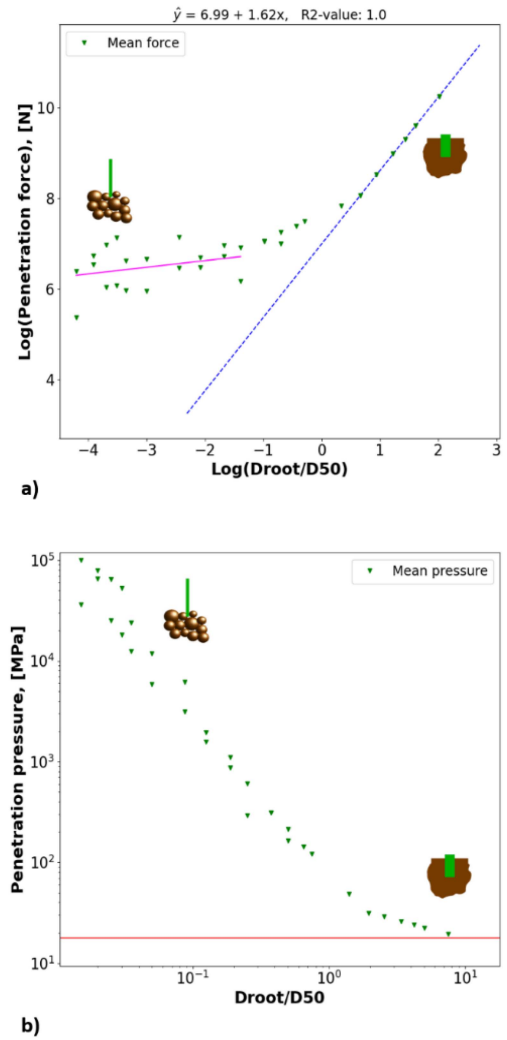 ŷ = 6.99 + 1.62x, R2-value: 1.0
Mean force
Log(Penetration force), [N]
10
8
6
4
−4 −3 −2 −1 0 1 2 3
Log(Droot/D50)
a)
Mean pressure
Penetration pressure, [MPa]
10⁵
10⁴
10³
10²
10¹
10⁻¹ 10⁰ 10¹
Droot/D50
b)